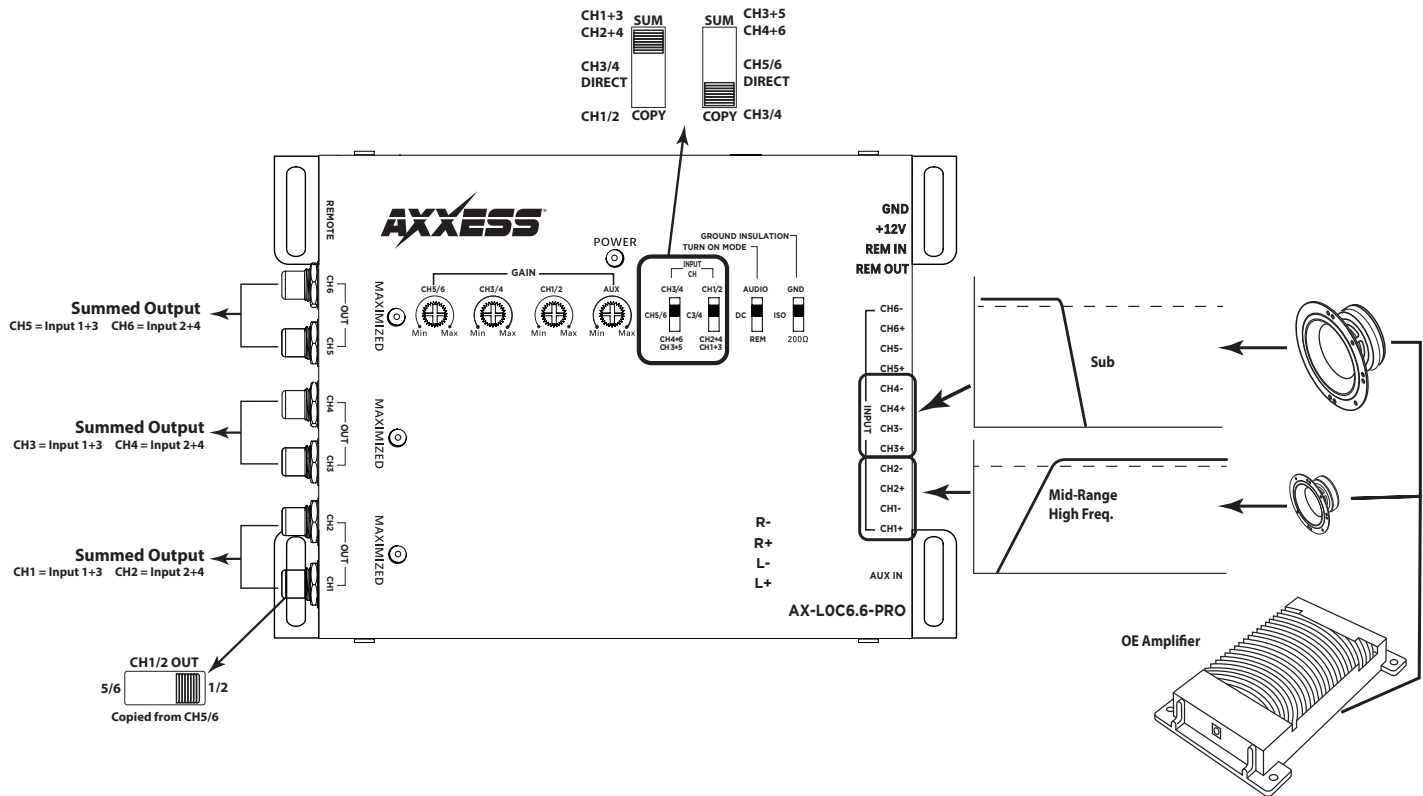 CH1+3
CH2+4
SUM
CH3/4
DIRECT
CH1/2
COPY
SUM
CH3+5
CH4+6
CH5/6
DIRECT
COPY
CH3/4
REMOTE
AXXESS
POWER
GROUND INSULATION
TURN ON MODE
GAIN
CH5/6
Min Max
CH3/4
Min Max
CH1/2
Min Max
AUX
Min Max
INPUT
CH
CH3/4
CH5/6
CH4+6
CH3+5
CH1/2
C3/4
CH2+4
CH1+3
AUDIO
DC
REM
GND
ISO
200Ω
GND
+12V
REM IN
REM OUT
CH6-
CH6+
CH5-
CH5+
CH4-
CH4+
CH3-
CH3+
CH2-
CH2+
CH1-
CH1+
INPUT
AUX IN
R-
R+
L-
L+
AX-L0C6.6-PRO
CH6
OUT
CH5
MAXIMIZED
CH4
OUT
CH3
MAXIMIZED
CH2
OUT
CH1
MAXIMIZED
Summed Output
CH5 = Input 1+3 CH6 = Input 2+4
Summed Output
CH3 = Input 1+3 CH4 = Input 2+4
Summed Output
CH1 = Input 1+3 CH2 = Input 2+4
CH1/2 OUT
5/6
1/2
Copied from CH5/6
Sub
Mid-Range
High Freq.
OE Amplifier